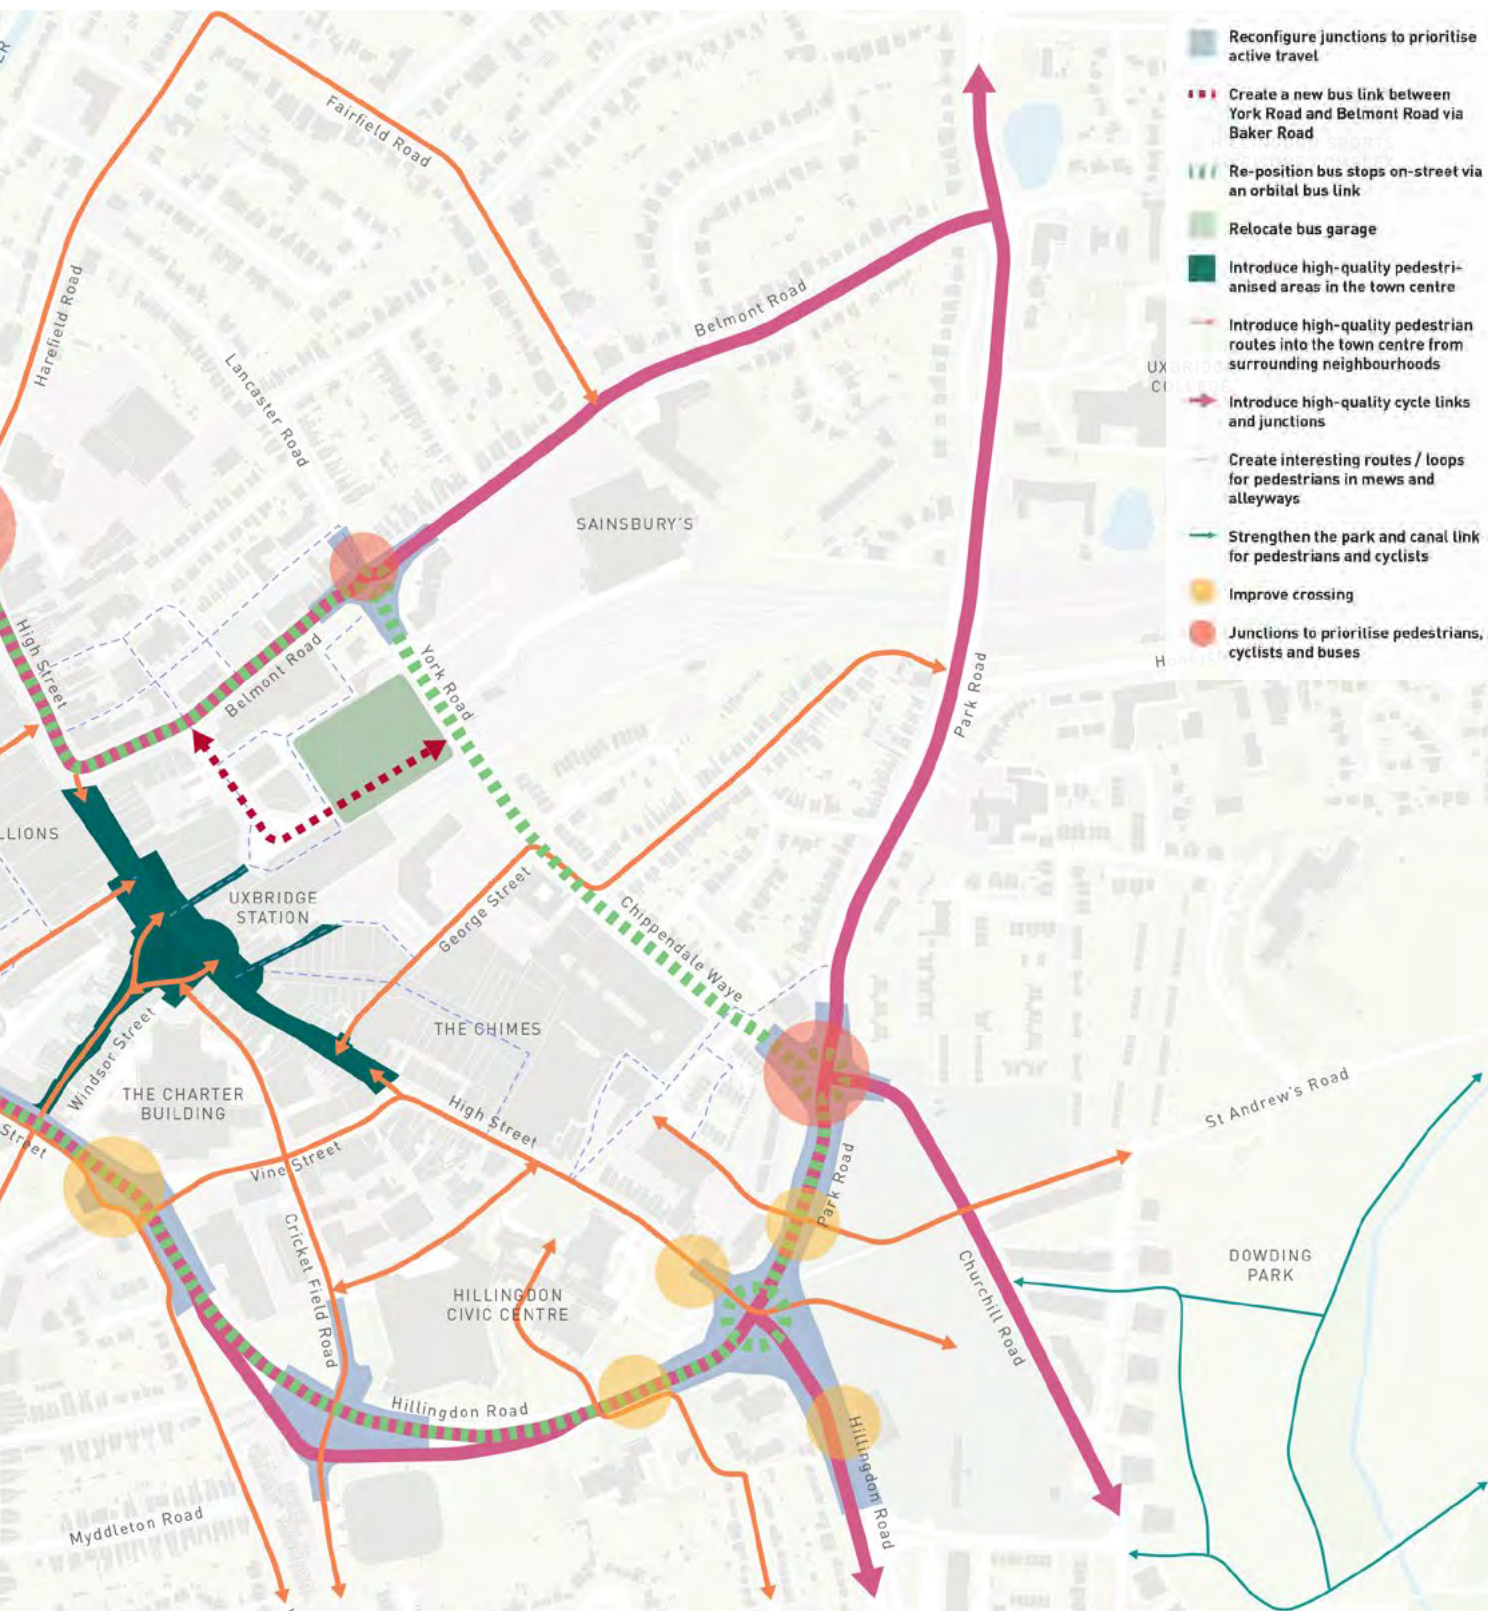 ER
Fairfield Road
Harefield Road
Lancaster Road
Belmont Road
SAINSBURY'S
High Street
Belmont Road
York Road
Park Road
UXBRIDGE
STATION
George Street
Chippendale Waye
THE CHIMES
Windsor Street
THE CHARTER
BUILDING
Street
Vine Street
High Street
Park Road
St Andrew's Road
Cricket Field Road
HILLINGDON
CIVIC CENTRE
Churchill Road
DOWDING
PARK
Hillingdon Road
Hillingdon Road
Myddleton Road
LLIONS
Reconfigure junctions to prioritise
active travel
Create a new bus link between
York Road and Belmont Road via
Baker Road
Re-position bus stops on-street via
an orbital bus link
Relocate bus garage
Introduce high-quality pedestri-
anised areas in the town centre
Introduce high-quality pedestrian
routes into the town centre from
surrounding neighbourhoods
Introduce high-quality cycle links
and junctions
Create interesting routes / loops
for pedestrians in mews and
alleyways
Strengthen the park and canal link
for pedestrians and cyclists
Improve crossing
Junctions to prioritise pedestrians,
cyclists and buses